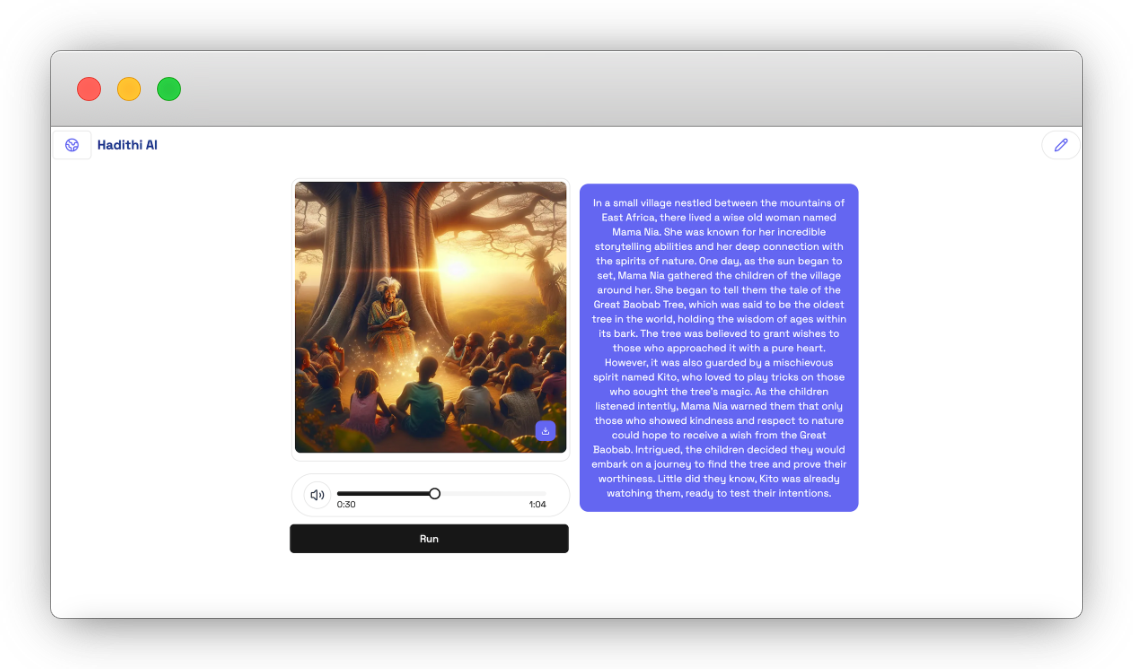 Hadithi AI
In a small village nestled between the mountains of
East Africa, there lived a wise old woman named
Mama Nia. She was known for her incredible
storytelling abilities and her deep connection with
the spirits of nature. One day, as the sun began to
set, Mama Nia gathered the children of the village
around her. She began to tell them the tale of the
Great Baobab Tree, which was said to be the oldest
tree in the world, holding the wisdom of ages within
its bark. The tree was believed to grant wishes to
those who approached it with a pure heart.
However, it was also guarded by a mischievous
spirit named Kito, who loved to play tricks on those
who sought the tree's magic. As the children
listened intently, Mama Nia warned them that only
those who showed kindness and respect to nature
could hope to receive a wish from the Great
Baobab. Intrigued, the children decided they would
embark on a journey to find the tree and prove their
worthiness. Little did they know, Kito was already
watching them, ready to test their intentions.
0:30
1:04
Run